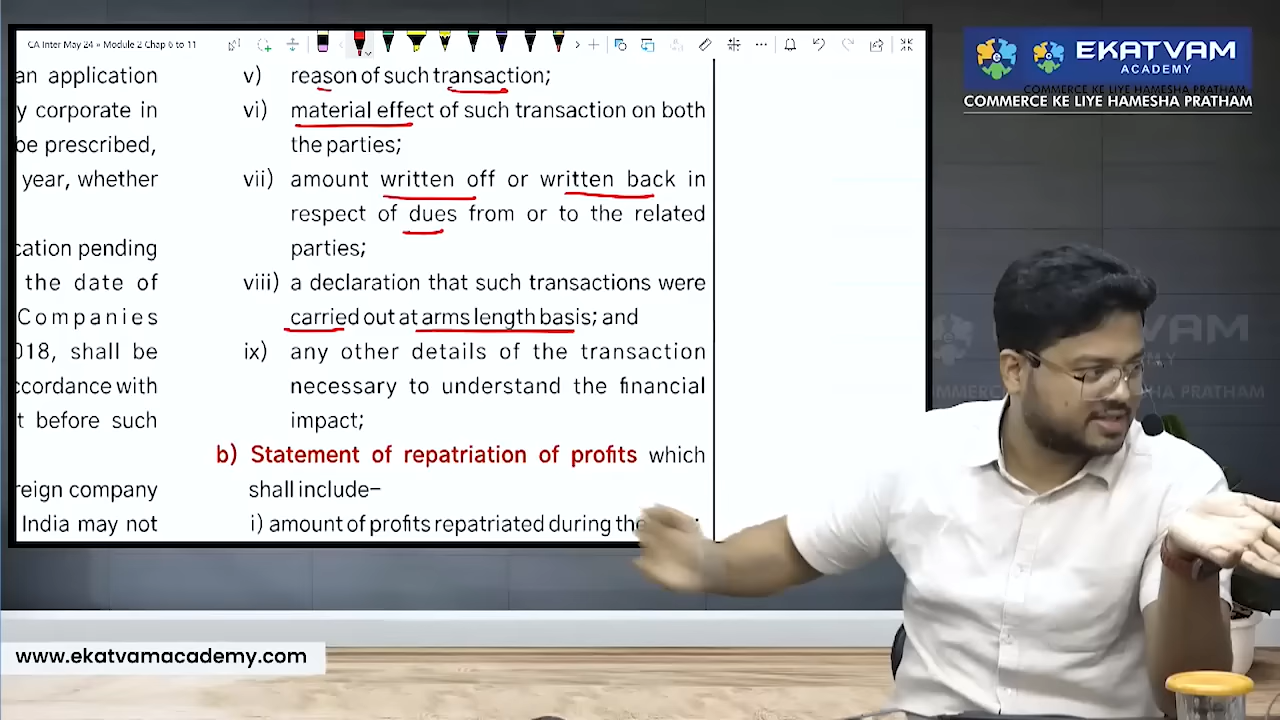 CA Inter May 24 » Module 2 Chap 6 to 11
an application
y corporate in
be prescribed,
year, whether
cation pending
the date of
Companies
018, shall be
ccordance with
t before such
reign company
India may not
v) reason of such transaction;
vi) material effect of such transaction on both
the parties;
vii) amount written off or written back in
respect of dues from or to the related
parties;
viii) a declaration that such transactions were
carried out at arms length basis; and
ix) any other details of the transaction
necessary to understand the financial
impact;
b) Statement of repatriation of profits which
shall include-
i) amount of profits repatriated during the
EKATVAM
ACADEMY
COMMERCE KE LIYE HAMESHA PRATHAM
COMMERCE KE LIYE HAMESHA PRATHAM
www.ekatvamacademy.com